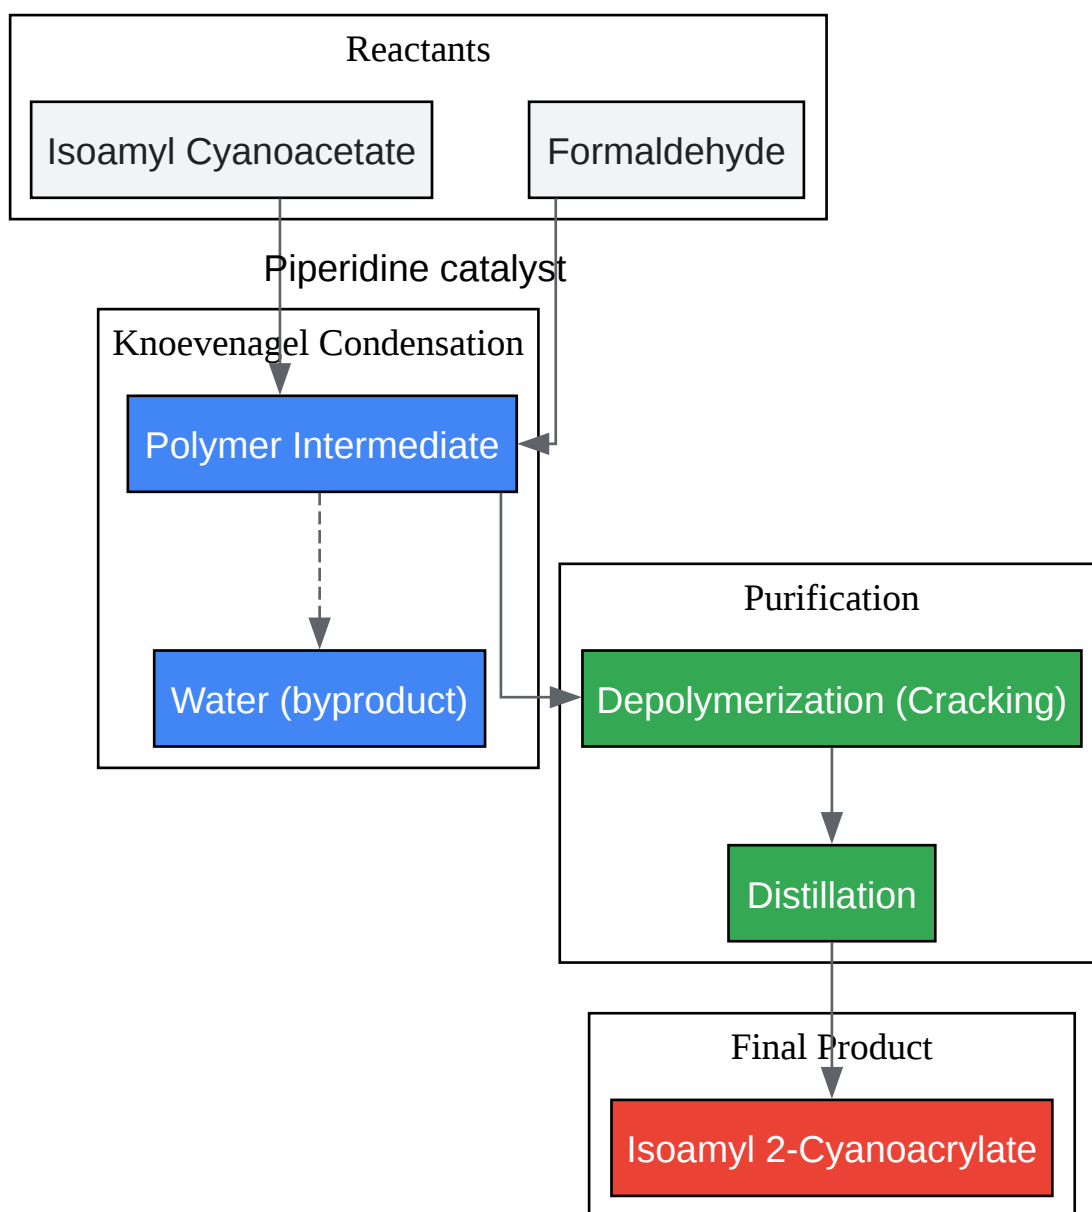 Reactants
Isoamyl Cyanoacetate
Formaldehyde
Piperidine catalyst
Knoevenagel Condensation
Polymer Intermediate
Water (byproduct)
Purification
Depolymerization (Cracking)
Distillation
Final Product
Isoamyl 2-Cyanoacrylate